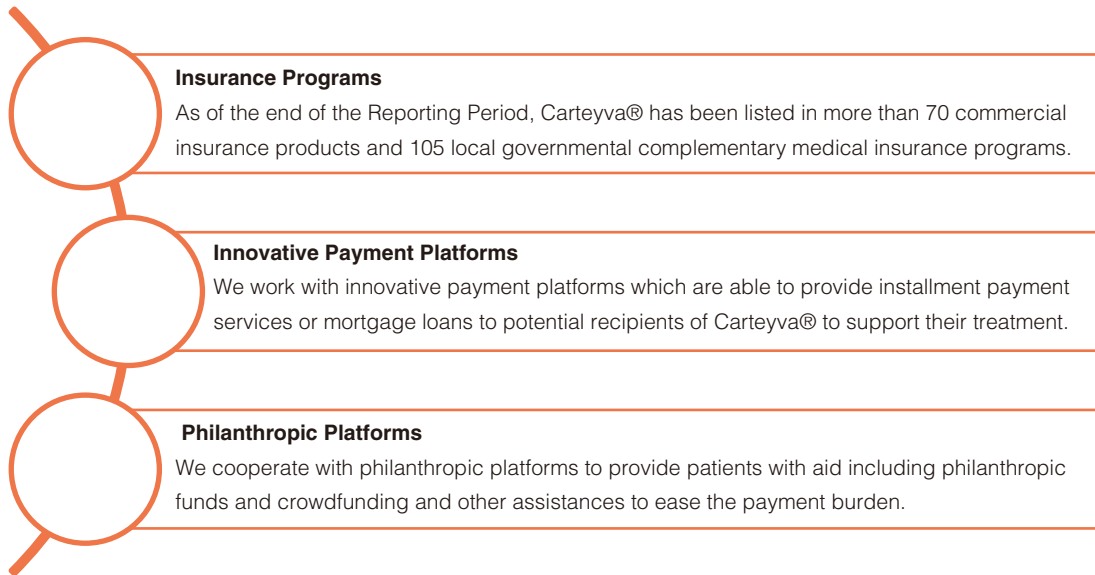 Insurance Programs
As of the end of the Reporting Period, Carteyva® has been listed in more than 70 commercial
insurance products and 105 local governmental complementary medical insurance programs.
Innovative Payment Platforms
We work with innovative payment platforms which are able to provide installment payment
services or mortgage loans to potential recipients of Carteyva® to support their treatment.
Philanthropic Platforms
We cooperate with philanthropic platforms to provide patients with aid including philanthropic
funds and crowdfunding and other assistances to ease the payment burden.